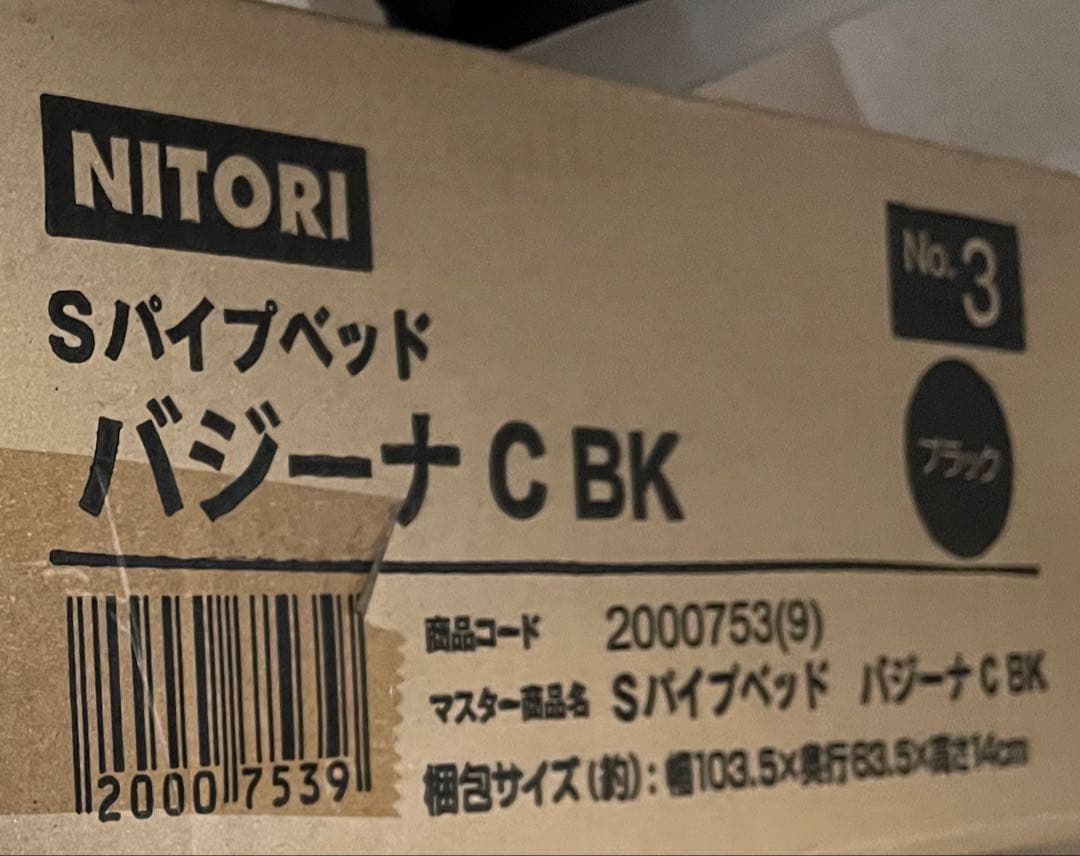 NITORI
No.3
Sパイプベッド
バジーナ C BK
ブラック
商品コード 2000753(9)
マスター商品名 Sパイプベッド バジーナ C BK
梱包サイズ(約):幅103.5×奥行63.5×高さ14cm
2000 7539